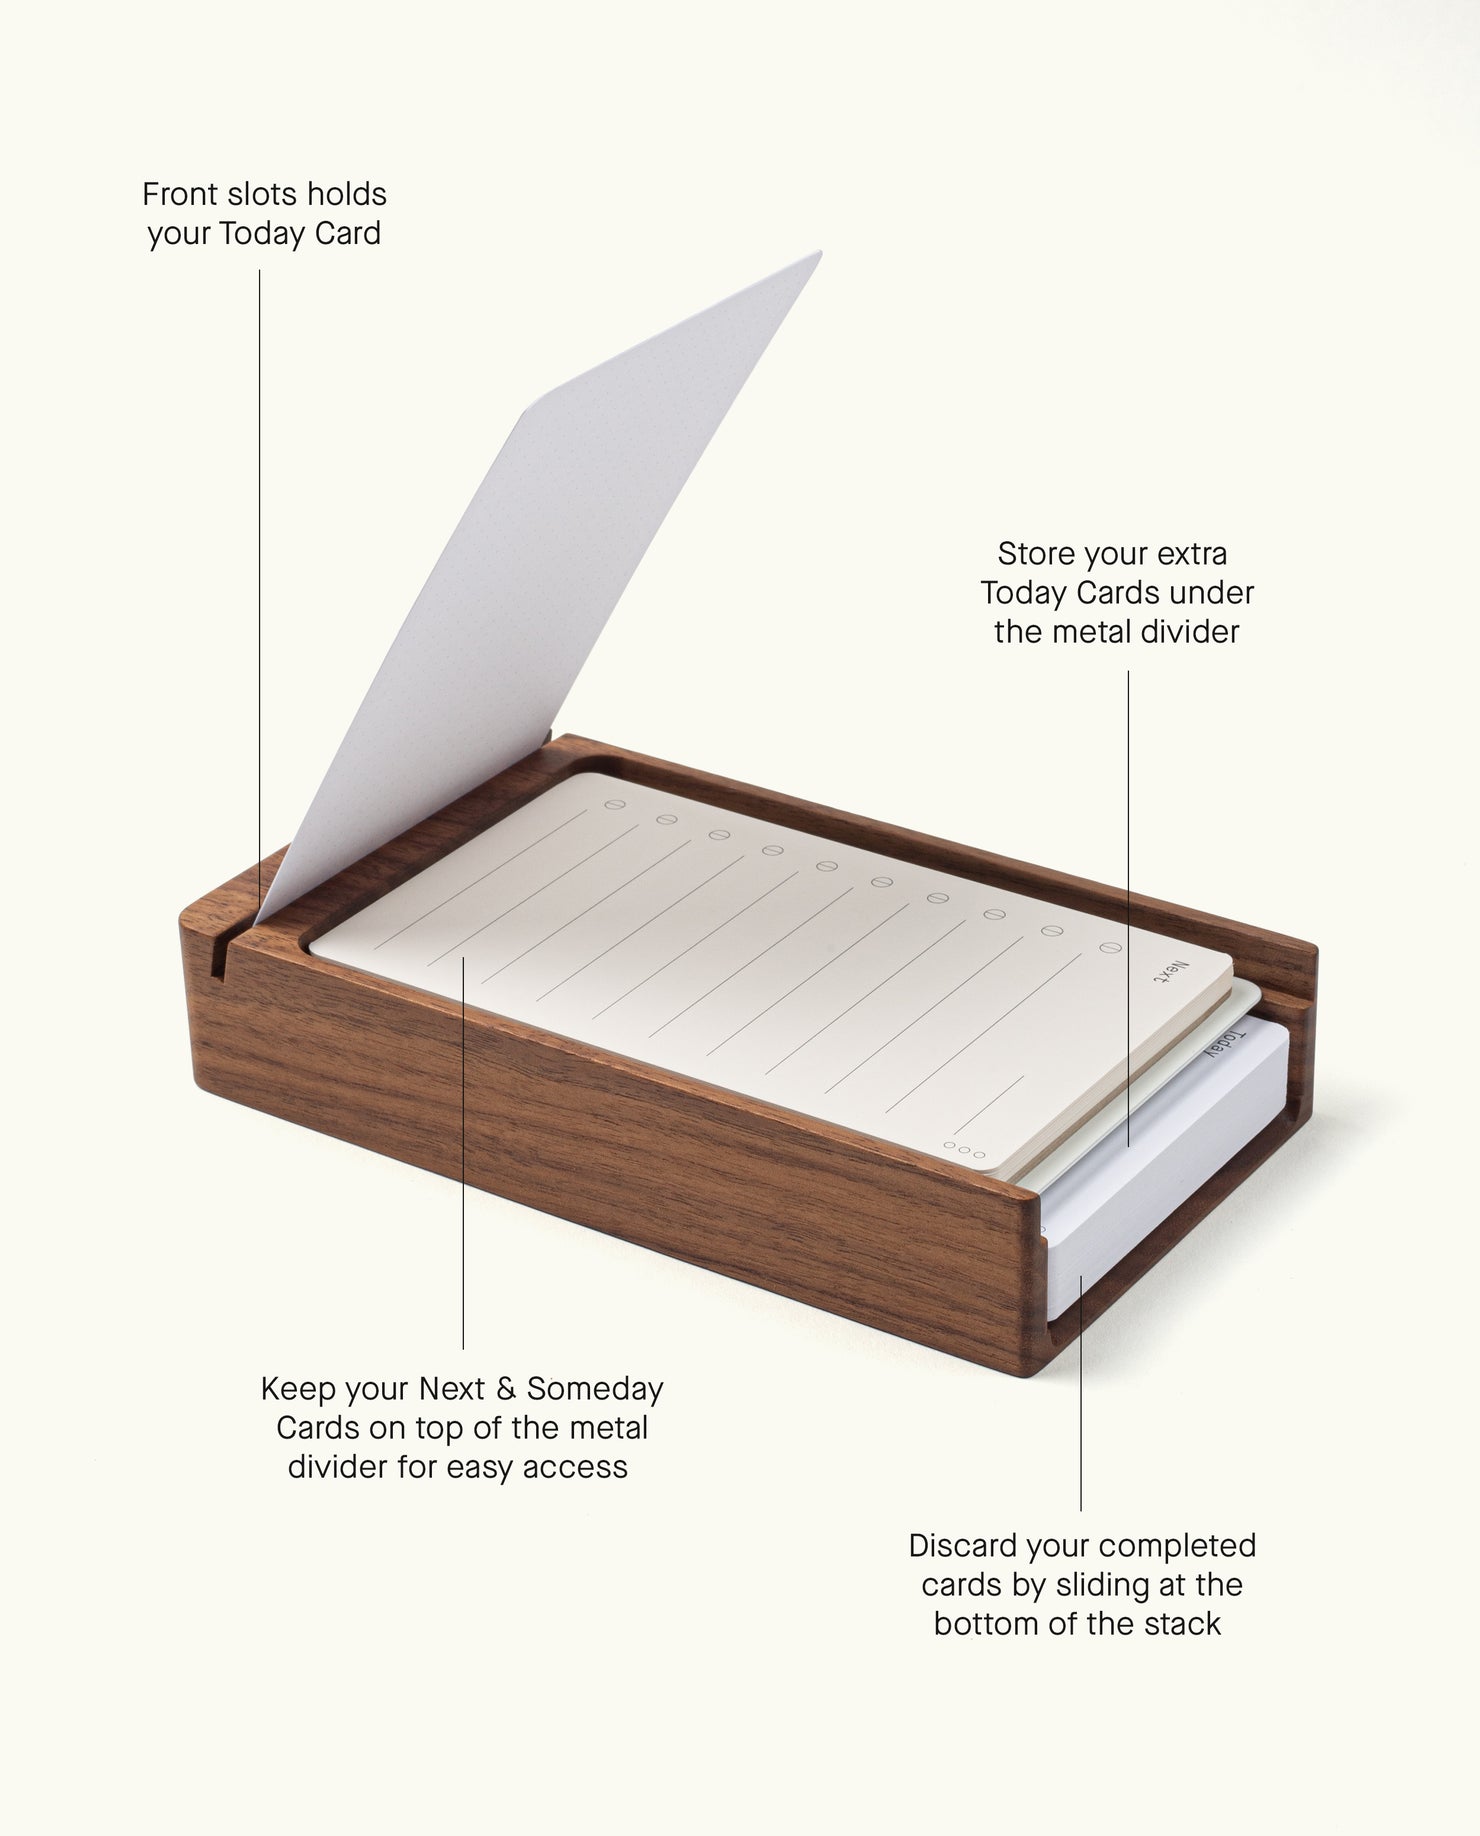 Front slots holds
your Today Card
Store your extra
Today Cards under
the metal divider
Next
Today
Keep your Next & Someday
Cards on top of the metal
divider for easy access
Discard your completed
cards by sliding at the
bottom of the stack